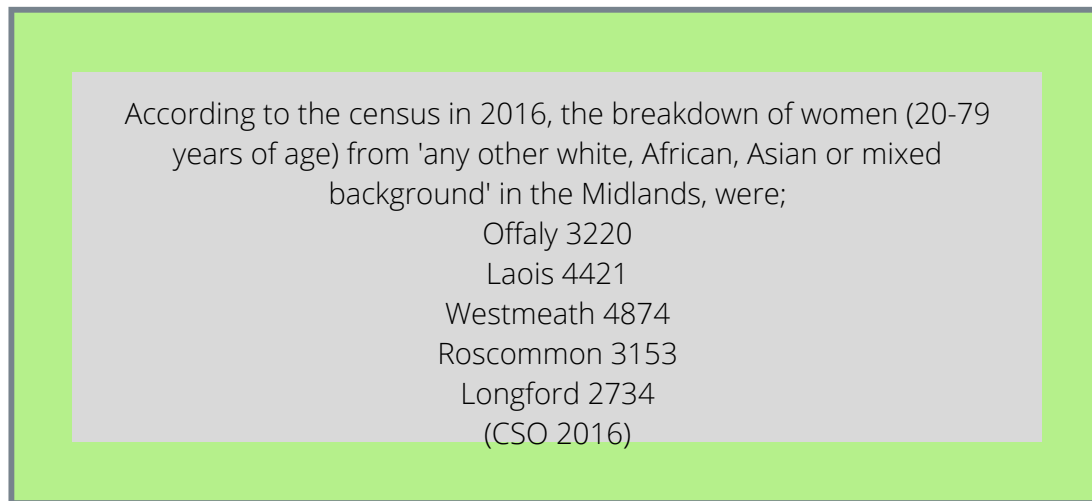 According to the census in 2016, the breakdown of women (20-79
years of age) from 'any other white, African, Asian or mixed
background' in the Midlands, were;
Offaly 3220
Laois 4421
Westmeath 4874
Roscommon 3153
Longford 2734
(CSO 2016)